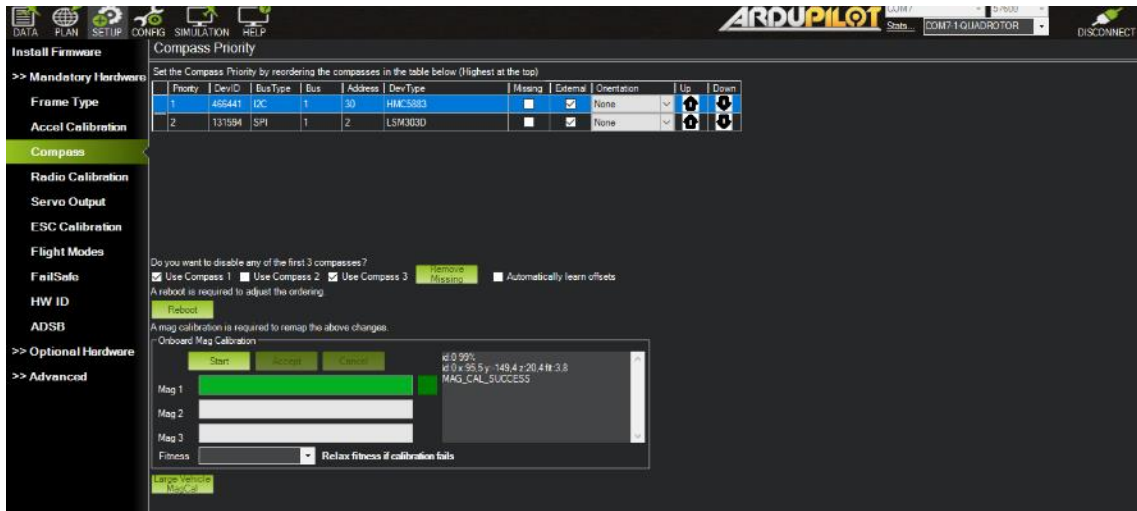 DATA PLAN SETUP CONFIG SIMULATION HELP
ARDUPILOT
COM7 57600
Stats... COM7-1-QUADROTOR
DISCONNECT
Install Firmware
>> Mandatory Hardware
Frame Type
Accel Calibration
Compass
Radio Calibration
Servo Output
ESC Calibration
Flight Modes
FailSafe
HW ID
ADSB
>> Optional Hardware
>> Advanced
Compass Priority
Set the Compass Priority by reordering the compasses in the table below (Highest at the top)
Priority DevID BusType Bus Address DevType Missing External Orientation Up Down
1 466441 I2C 1 30 HMC5883 None
2 131594 SPI 1 2 LSM303D None
Do you want to disable any of the first 3 compasses?
Use Compass 1 Use Compass 2 Use Compass 3 Remove Missing Automatically learn offsets
A reboot is required to adjust the ordering.
Reboot
A mag calibration is required to remap the above changes.
Onboard Mag Calibration
Start Accept Cancel
id:0 99%
id:0 x:95,5 y:-149,4 z:20,4 fit:3,8
MAG_CAL_SUCCESS
Mag 1
Mag 2
Mag 3
Fitness Relax fitness if calibration fails
Large Vehicle
MagCal